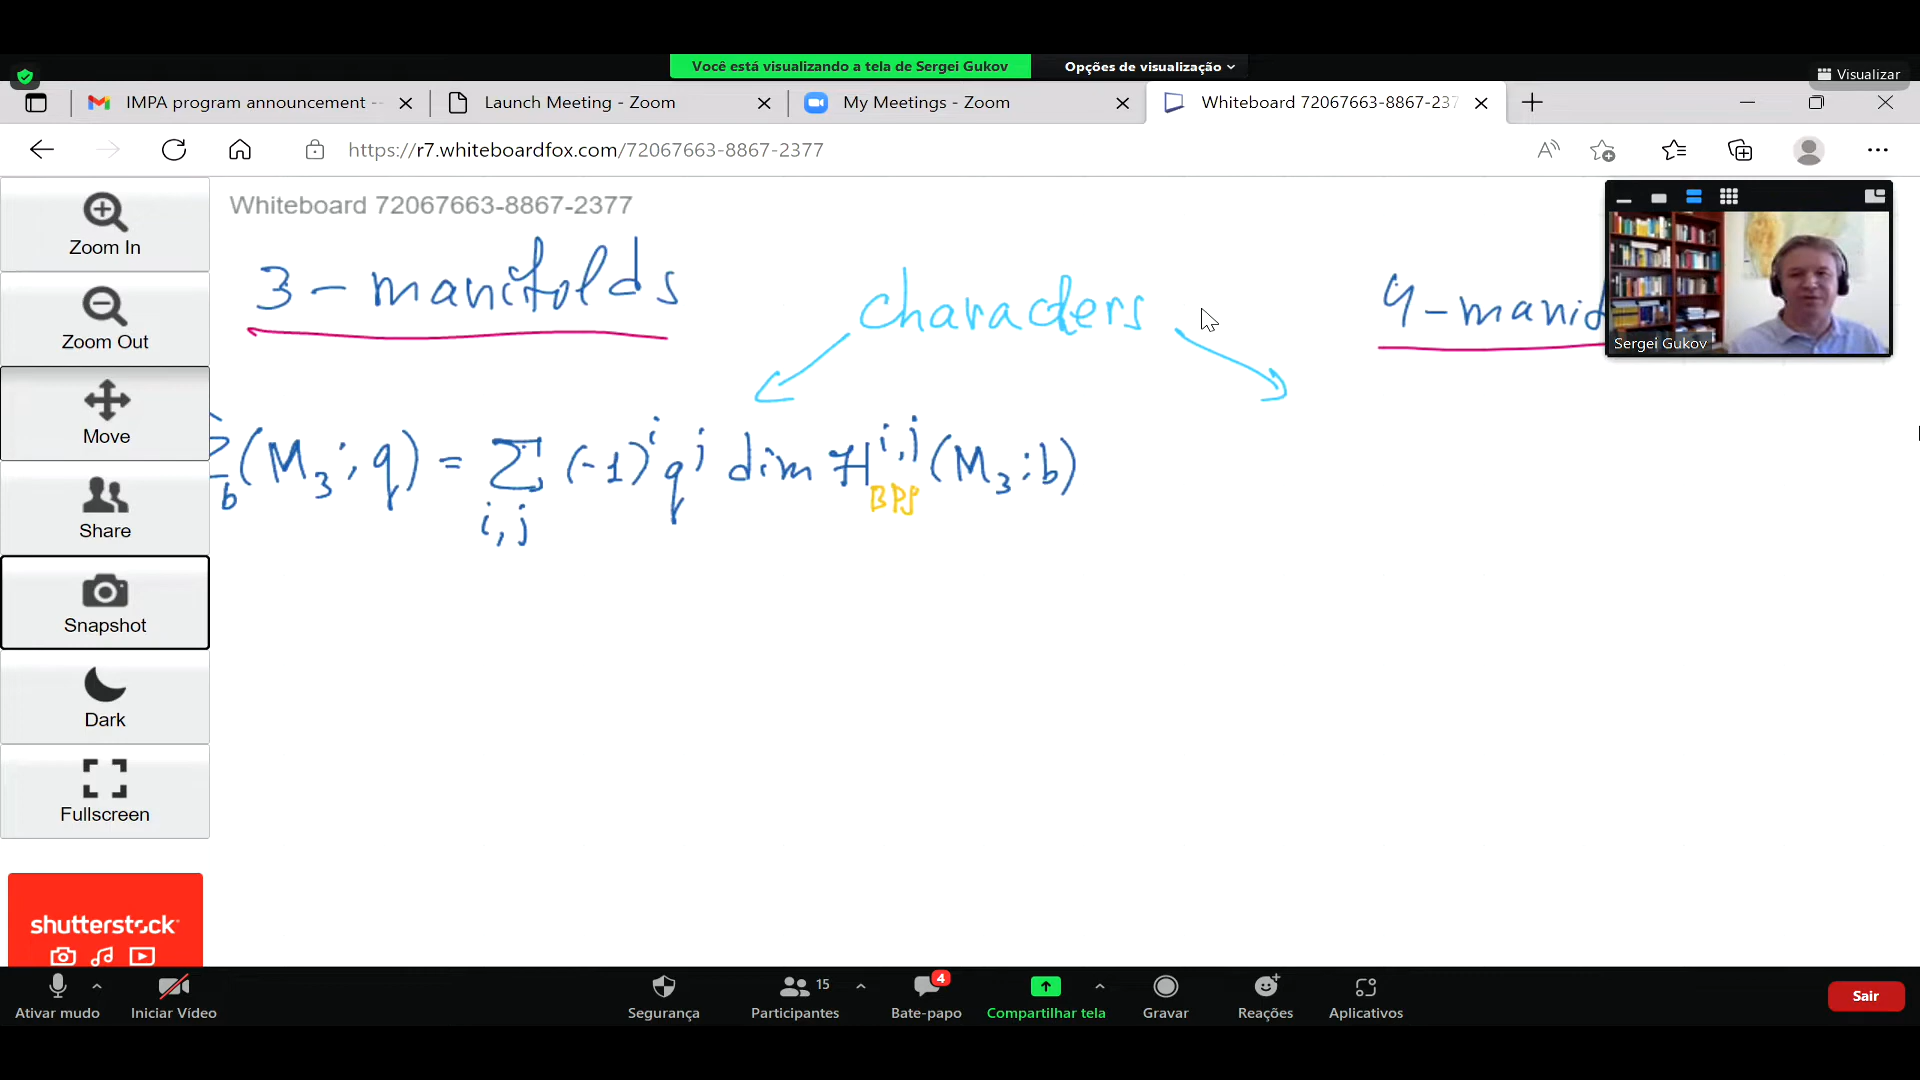 Você está visualizando a tela de Sergei Gukov
Opções de visualização
Visualizar
IMPA program announcement -
Launch Meeting - Zoom
My Meetings - Zoom
Whiteboard 72067663-8867-237
https://r7.whiteboardfox.com/72067663-8867-2377
Whiteboard 72067663-8867-2377
Zoom In
Zoom Out
Move
Share
Snapshot
Dark
Fullscreen
shutterstock
3-manifolds
characters
4-manif
Sergei Gukov
Ẑ_b(M_3; q) = Σ_{i,j} (-1)^i q^j dim H^{i,j}_{BPS}(M_3; b)
Ativar mudo
Iniciar Vídeo
Segurança
Participantes 15
Bate-papo 4
Compartilhar tela
Gravar
Reações
Aplicativos
Sair